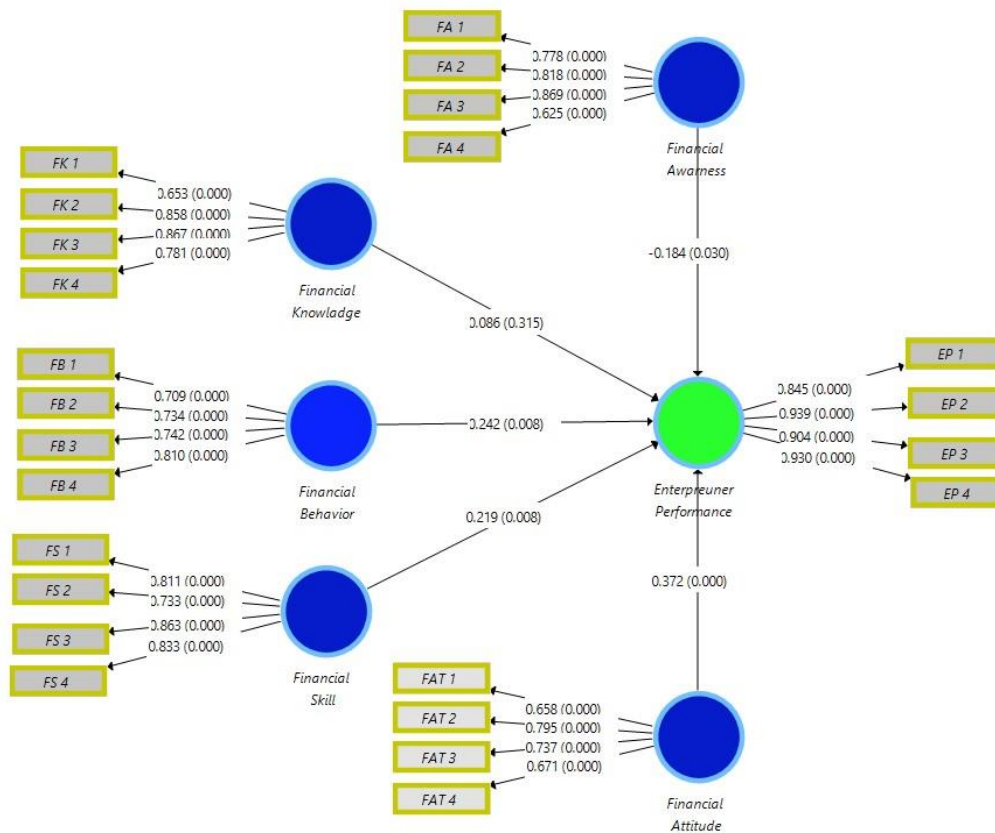 FA 1
FA 2
FA 3
FA 4
0.778 (0.000)
0.818 (0.000)
0.869 (0.000)
0.625 (0.000)
Financial
Awarness
FK 1
FK 2
FK 3
FK 4
0.653 (0.000)
0.858 (0.000)
0.867 (0.000)
0.781 (0.000)
Financial
Knowladge
-0.184 (0.030)
0.086 (0.315)
FB 1
FB 2
FB 3
FB 4
0.709 (0.000)
0.734 (0.000)
0.742 (0.000)
0.810 (0.000)
Financial
Behavior
0.242 (0.008)
Enterpreuner
Performance
0.845 (0.000)
0.939 (0.000)
0.904 (0.000)
0.930 (0.000)
EP 1
EP 2
EP 3
EP 4
FS 1
FS 2
FS 3
FS 4
0.811 (0.000)
0.733 (0.000)
0.863 (0.000)
0.833 (0.000)
Financial
Skill
0.219 (0.008)
0.372 (0.000)
FAT 1
FAT 2
FAT 3
FAT 4
0.658 (0.000)
0.795 (0.000)
0.737 (0.000)
0.671 (0.000)
Financial
Attitude